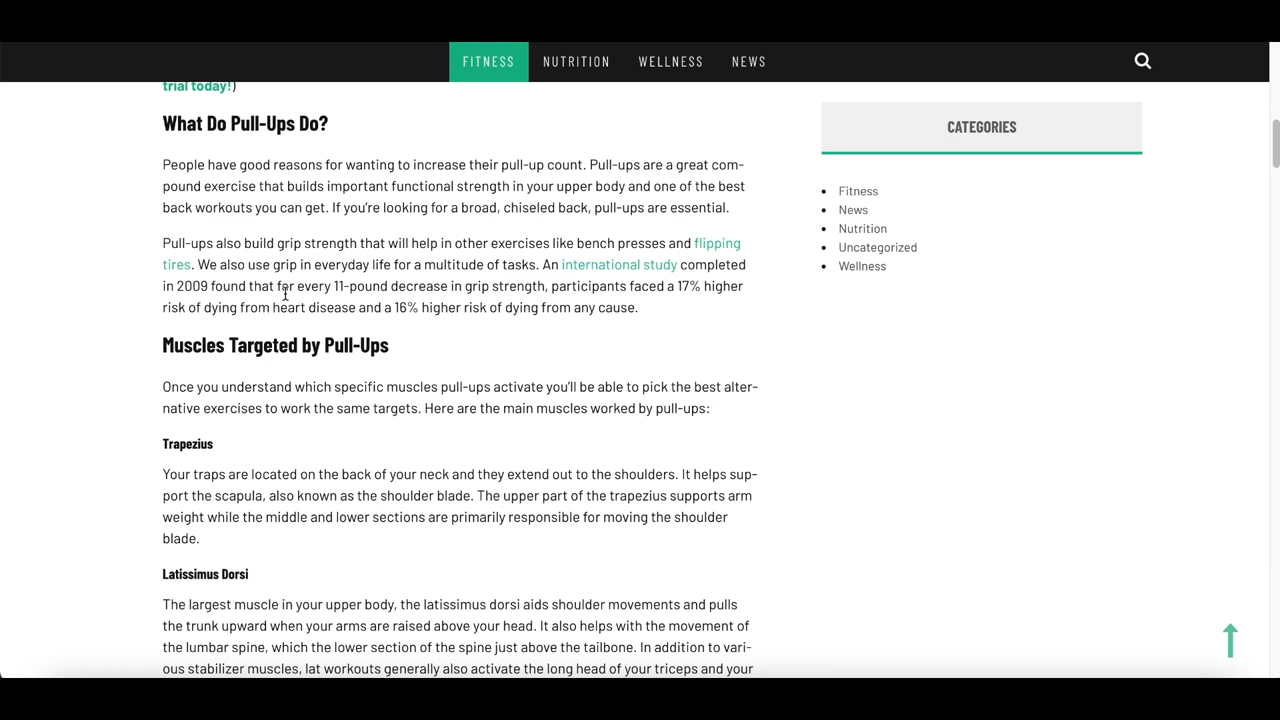 FITNESS NUTRITION WELLNESS NEWS
trial today!)
What Do Pull-Ups Do?
People have good reasons for wanting to increase their pull-up count. Pull-ups are a great com-
pound exercise that builds important functional strength in your upper body and one of the best
back workouts you can get. If you're looking for a broad, chiseled back, pull-ups are essential.
Pull-ups also build grip strength that will help in other exercises like bench presses and flipping
tires. We also use grip in everyday life for a multitude of tasks. An international study completed
in 2009 found that for every 11-pound decrease in grip strength, participants faced a 17% higher
risk of dying from heart disease and a 16% higher risk of dying from any cause.
Muscles Targeted by Pull-Ups
Once you understand which specific muscles pull-ups activate you'll be able to pick the best alter-
native exercises to work the same targets. Here are the main muscles worked by pull-ups:
Trapezius
Your traps are located on the back of your neck and they extend out to the shoulders. It helps sup-
port the scapula, also known as the shoulder blade. The upper part of the trapezius supports arm
weight while the middle and lower sections are primarily responsible for moving the shoulder
blade.
Latissimus Dorsi
The largest muscle in your upper body, the latissimus dorsi aids shoulder movements and pulls
the trunk upward when your arms are raised above your head. It also helps with the movement of
the lumbar spine, which the lower section of the spine just above the tailbone. In addition to vari-
ous stabilizer muscles, lat workouts generally also activate the long head of your triceps and your
CATEGORIES
Fitness
News
Nutrition
Uncategorized
Wellness